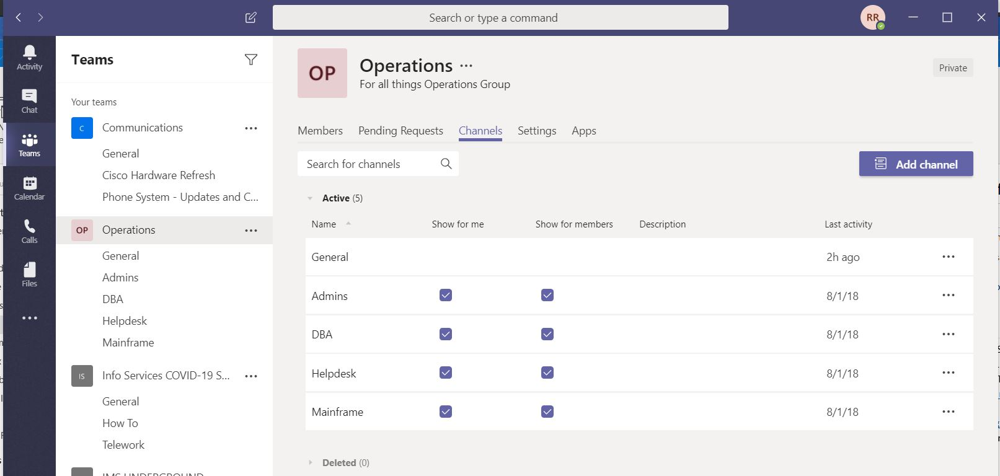 Search or type a command
RR
Activity
Chat
Teams
Calendar
Calls
Files
Teams
Your teams
C
Communications
General
Cisco Hardware Refresh
Phone System - Updates and C...
OP
Operations
General
Admins
DBA
Helpdesk
Mainframe
IS
Info Services COVID-19 S...
General
How To
Telework
IMS UNDERGROUND
OP
Operations
For all things Operations Group
Private
Members Pending Requests Channels Settings Apps
Search for channels
Add channel
Active (5)
Name Show for me Show for members Description Last activity
General 2h ago
Admins 8/1/18
DBA 8/1/18
Helpdesk 8/1/18
Mainframe 8/1/18
Deleted (0)